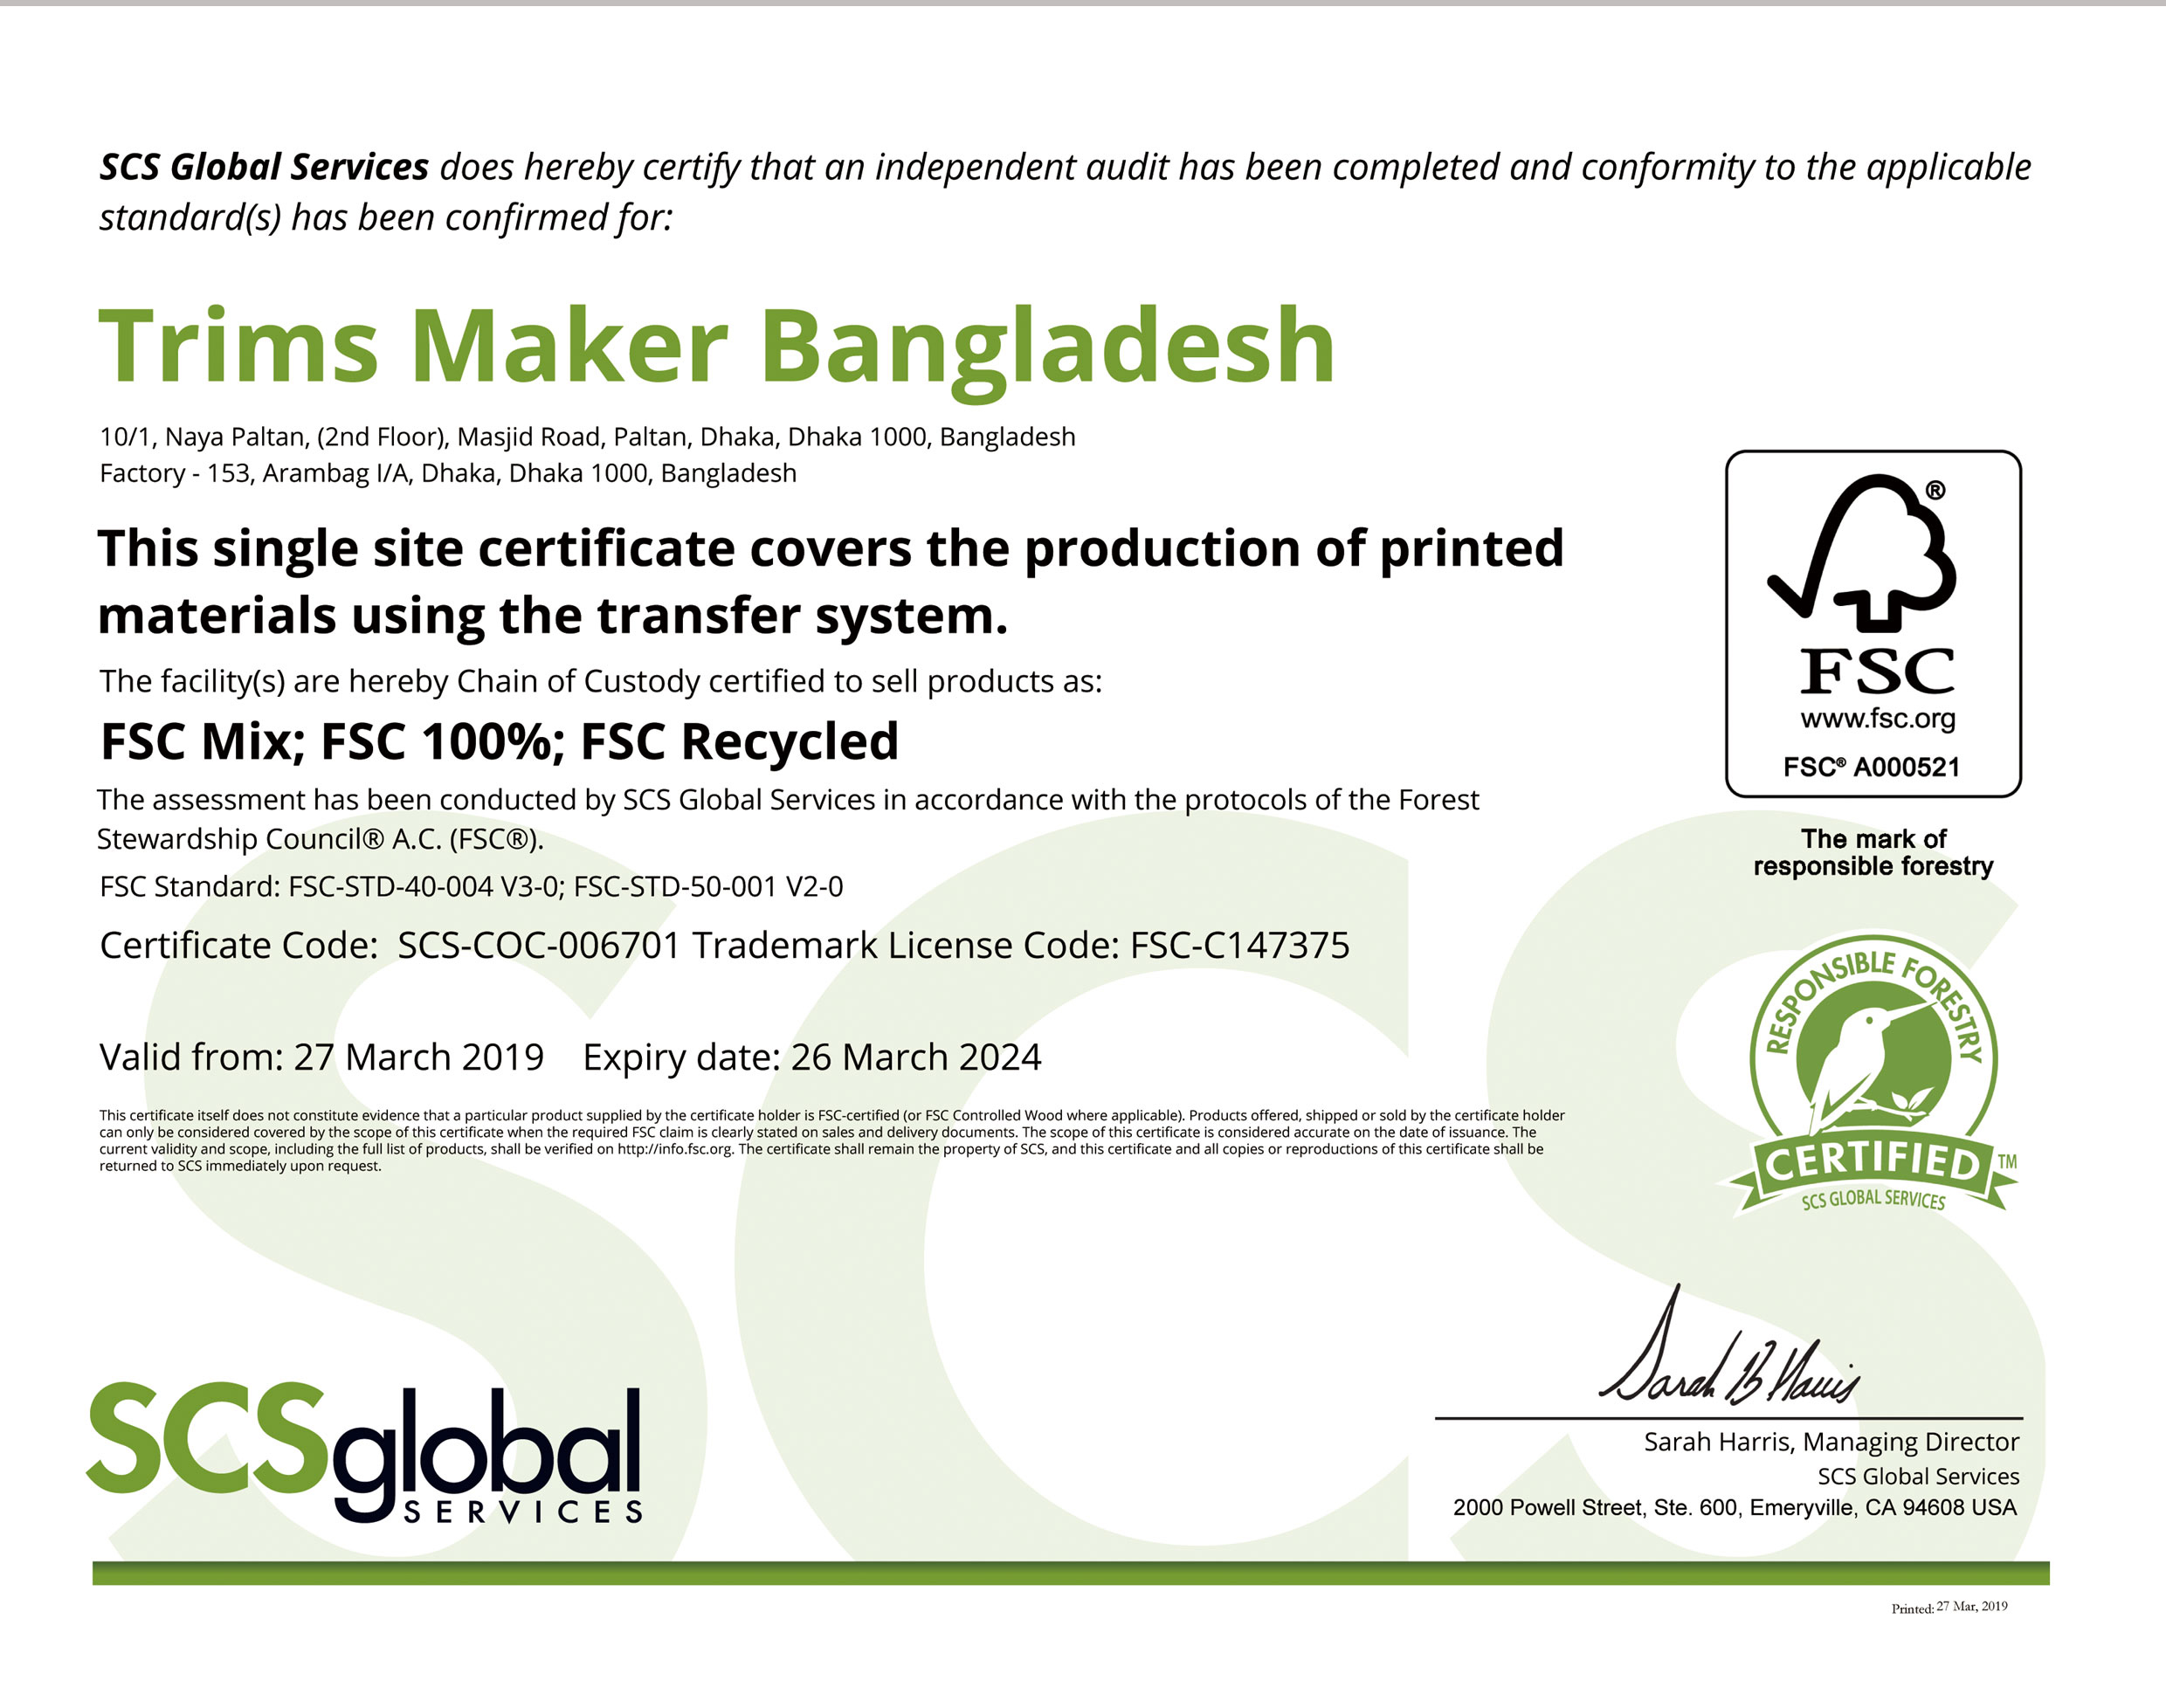 SCS Global Services does hereby certify that an independent audit has been completed and conformity to the applicable
standard(s) has been confirmed for:
Trims Maker Bangladesh
10/1, Naya Paltan, (2nd Floor), Masjid Road, Paltan, Dhaka, Dhaka 1000, Bangladesh
Factory - 153, Arambag I/A, Dhaka, Dhaka 1000, Bangladesh
This single site certificate covers the production of printed
materials using the transfer system.
The facility(s) are hereby Chain of Custody certified to sell products as:
FSC Mix; FSC 100%; FSC Recycled
The assessment has been conducted by SCS Global Services in accordance with the protocols of the Forest
Stewardship Council® A.C. (FSC®).
FSC Standard: FSC-STD-40-004 V3-0; FSC-STD-50-001 V2-0
Certificate Code:  SCS-COC-006701 Trademark License Code: FSC-C147375
Valid from: 27 March 2019    Expiry date: 26 March 2024
This certificate itself does not constitute evidence that a particular product supplied by the certificate holder is FSC-certified (or FSC Controlled Wood where applicable). Products offered, shipped or sold by the certificate holder
can only be considered covered by the scope of this certificate when the required FSC claim is clearly stated on sales and delivery documents. The scope of this certificate is considered accurate on the date of issuance. The
current validity and scope, including the full list of products, shall be verified on http://info.fsc.org. The certificate shall remain the property of SCS, and this certificate and all copies or reproductions of this certificate shall be
returned to SCS immediately upon request.
®
FSC
www.fsc.org
FSC® A000521
The mark of
responsible forestry
RESPONSIBLE FORESTRY
CERTIFIED TM
SCS GLOBAL SERVICES
SCS
SCSglobal
SERVICES
Sarah B Harris
Sarah Harris, Managing Director
SCS Global Services
2000 Powell Street, Ste. 600, Emeryville, CA 94608 USA
Printed: 27 Mar, 2019